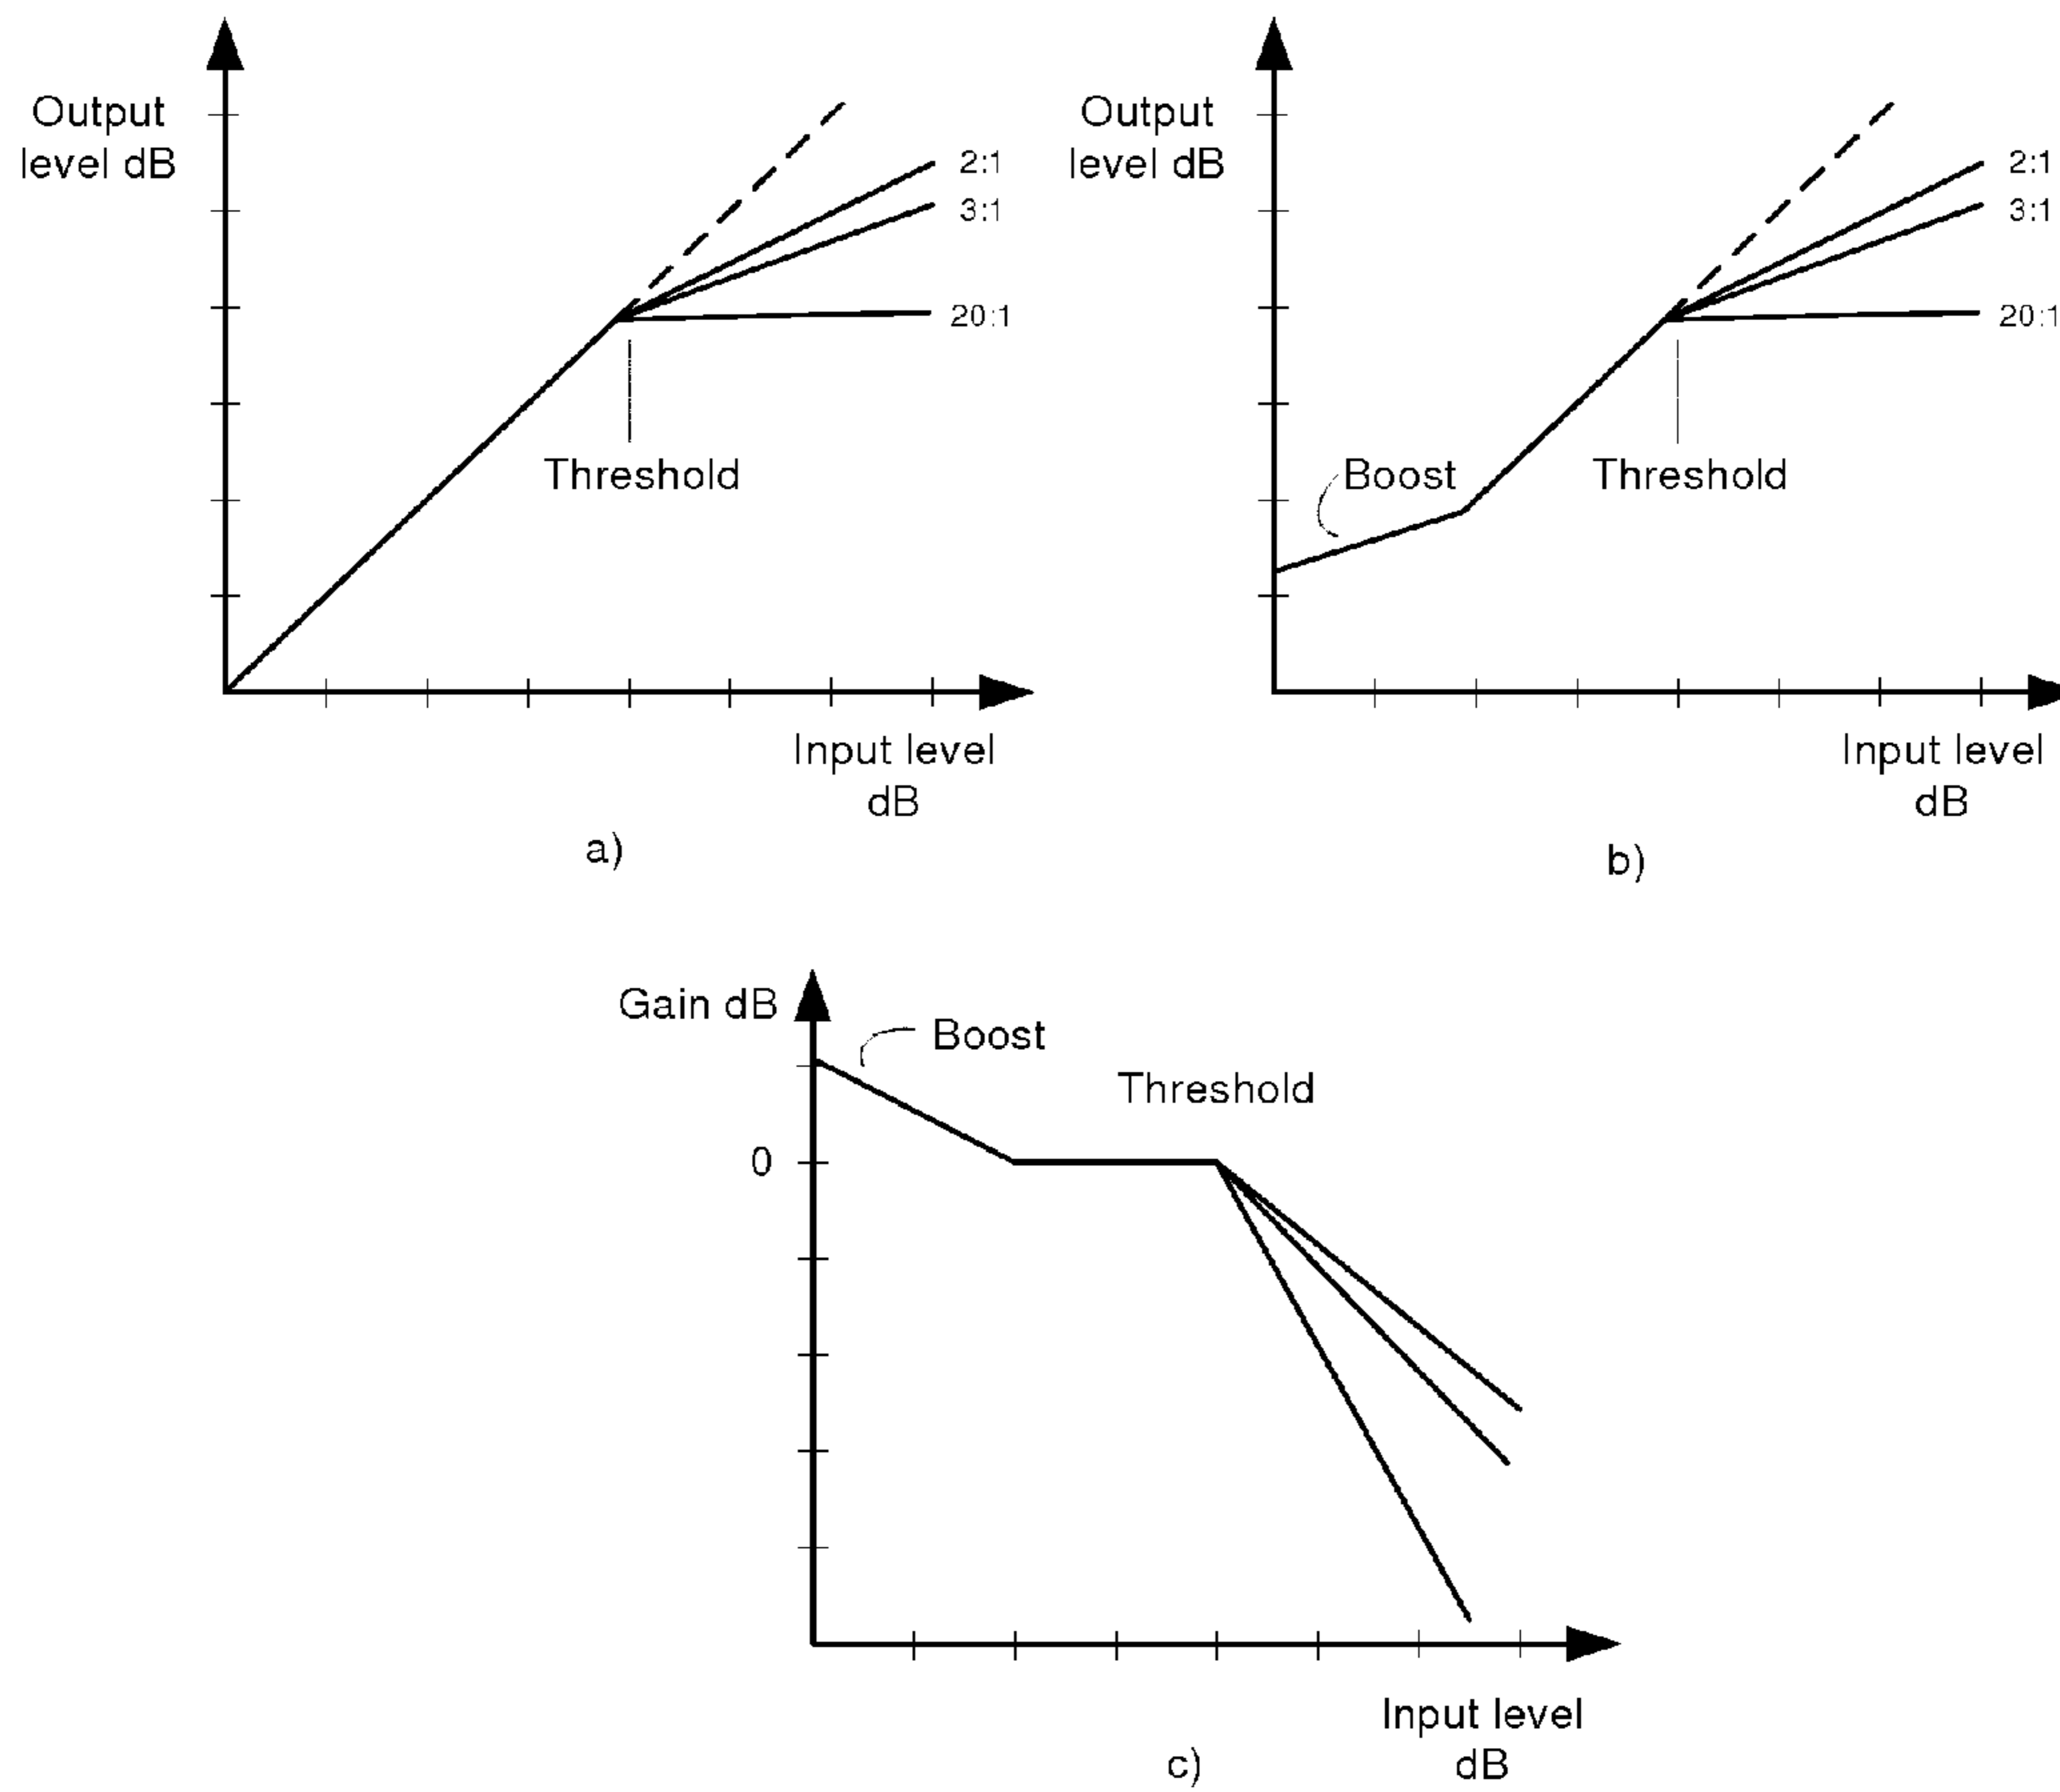 Output
level dB
2:1
3:1
20:1
Threshold
Input level
dB
a)
Output
level dB
2:1
3:1
20:1
Boost
Threshold
Input level
dB
b)
Gain dB
Boost
Threshold
0
Input level
dB
c)